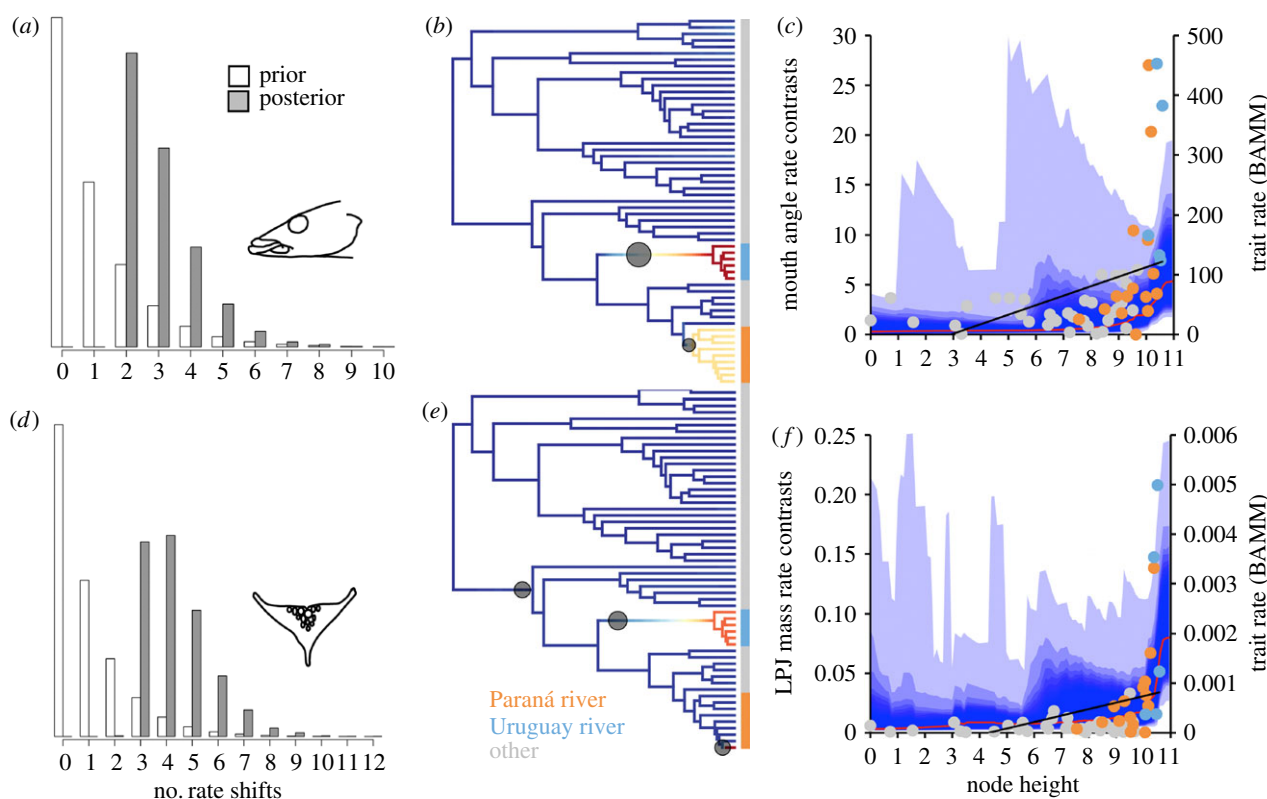 (a)
prior
posterior
0 1 2 3 4 5 6 7 8 9 10
(b)
(c)
30
25
20
15
10
5
0
mouth angle rate contrasts
500
400
300
200
100
0
trait rate (BAMM)
0 1 2 3 4 5 6 7 8 9 10 11
(d)
0 1 2 3 4 5 6 7 8 9 10 11 12
no. rate shifts
(e)
Paraná river
Uruguay river
other
(f)
0.25
0.20
0.15
0.10
0.05
0
LPJ mass rate contrasts
0.006
0.005
0.004
0.003
0.002
0.001
0
trait rate (BAMM)
0 1 2 3 4 5 6 7 8 9 10 11
node height